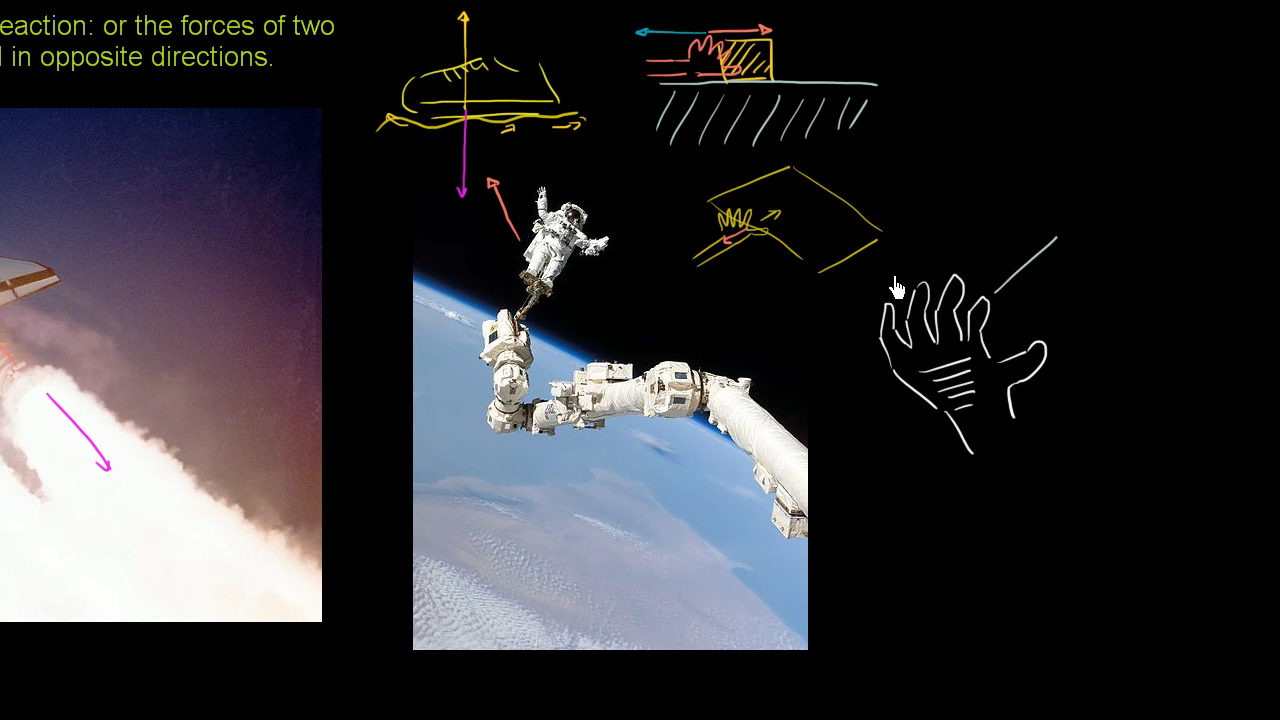 eaction: or the forces of two
l in opposite directions.